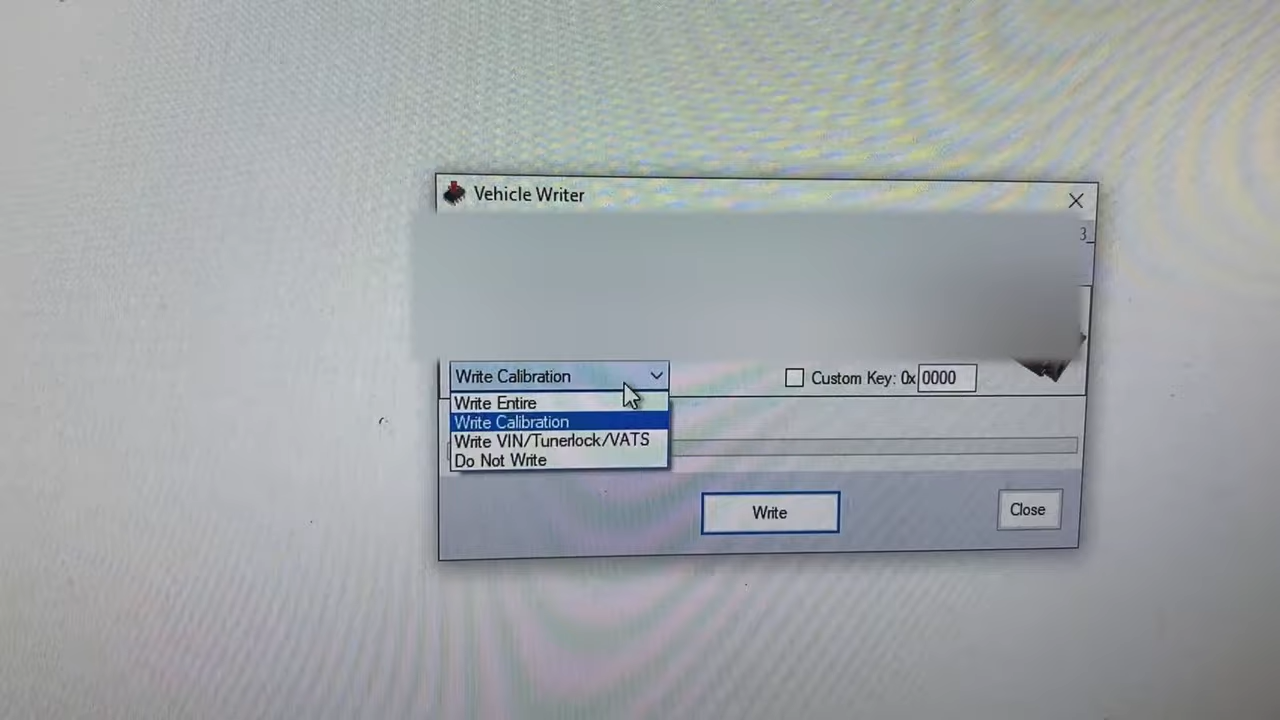 Vehicle Writer
3
Write Calibration
Custom Key: 0x 0000
Write Entire
Write Calibration
Write VIN/Tunerlock/VATS
Do Not Write
Write
Close